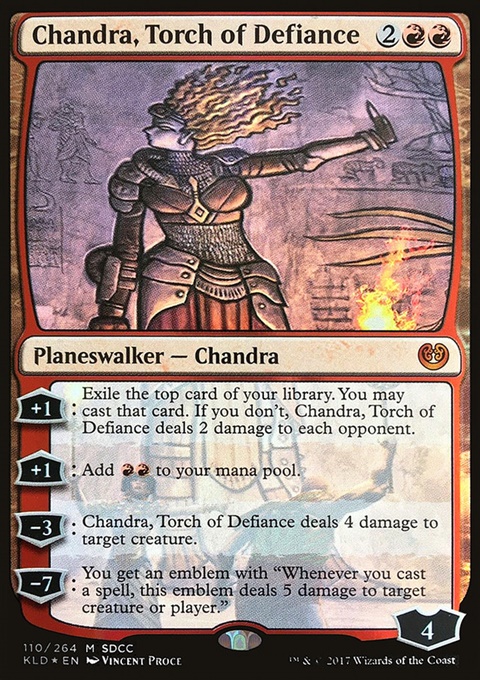 Chandra, Torch of Defiance 2
Planeswalker — Chandra
+1 : Exile the top card of your library. You may
cast that card. If you don't, Chandra, Torch of
Defiance deals 2 damage to each opponent.
+1 : Add to your mana pool.
−3 : Chandra, Torch of Defiance deals 4 damage to
target creature.
−7 : You get an emblem with “Whenever you cast
a spell, this emblem deals 5 damage to target
creature or player.”
4
110/264 M SDCC
KLD ★ EN Vincent Proce
™ & © 2017 Wizards of the Coast